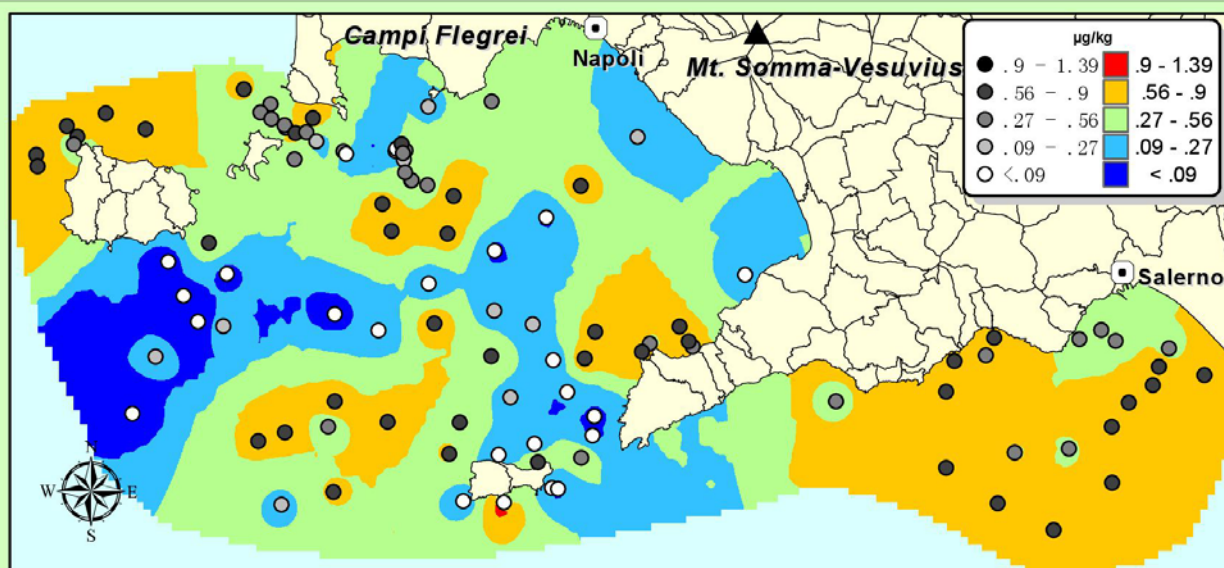 Campi Flegrei
Napoli
Mt. Somma-Vesuvius
Salerno
µg/kg
.9 - 1.39 .9 - 1.39
.56 - .9 .56 - .9
.27 - .56 .27 - .56
.09 - .27 .09 - .27
<.09 < .09
N
W E
S